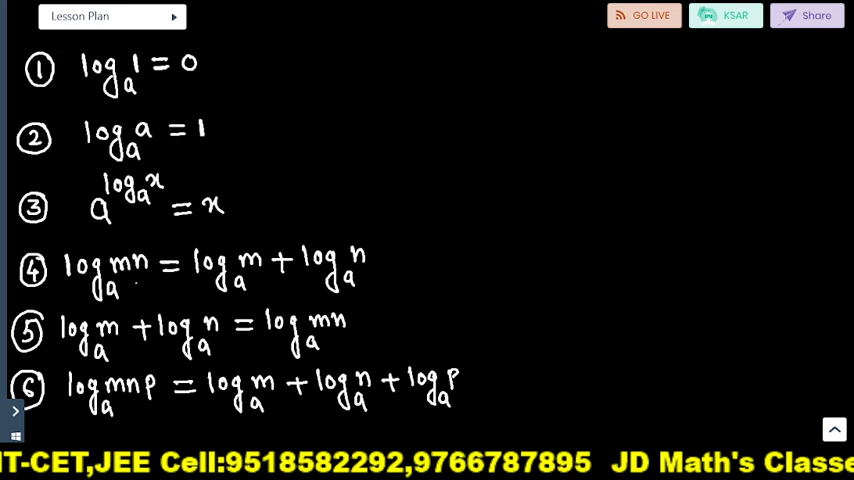 Lesson Plan
GO LIVE
KSAR
Share
① logₐ1 = 0
② logₐa = 1
③ a^(logₐx) = x
④ logₐmn = logₐm + logₐn
⑤ logₐm + logₐn = logₐmn
⑥ logₐmnp = logₐm + logₐn + logₐp
HT-CET,JEE Cell:9518582292,9766787895 JD Math's Classe